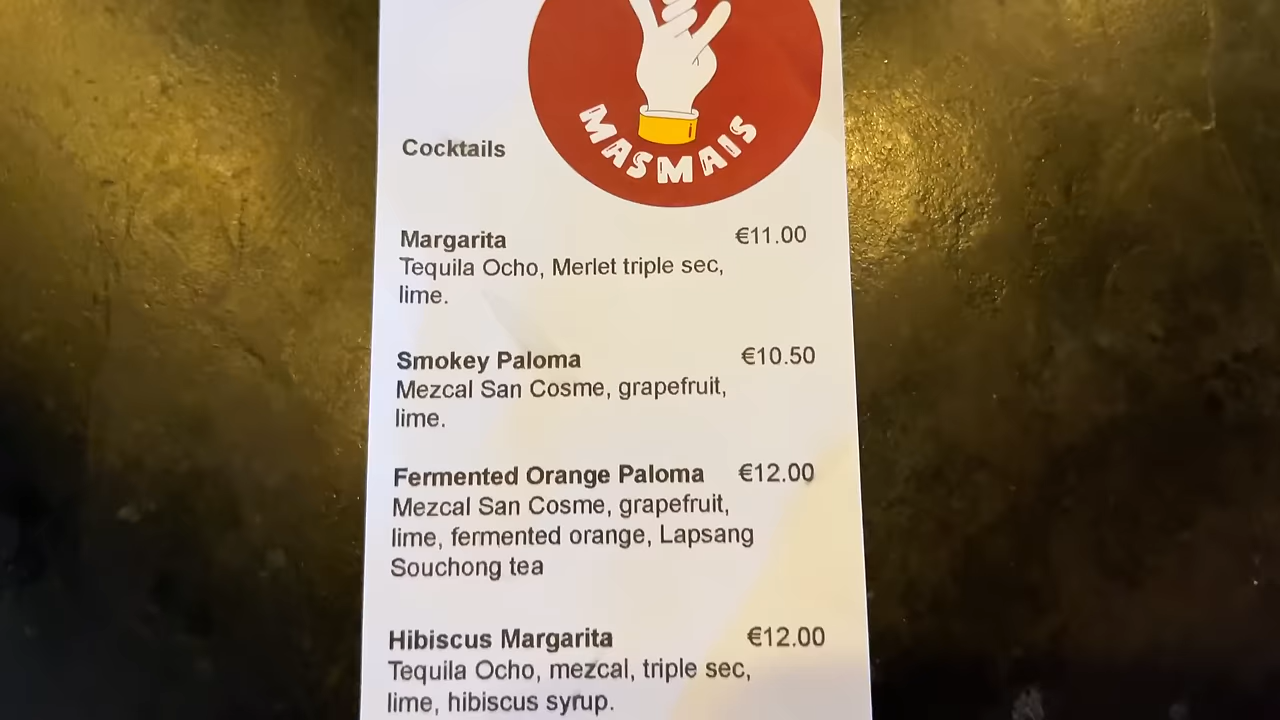 MASMAIS
Cocktails
Margarita €11.00
Tequila Ocho, Merlet triple sec,
lime.
Smokey Paloma €10.50
Mezcal San Cosme, grapefruit,
lime.
Fermented Orange Paloma €12.00
Mezcal San Cosme, grapefruit,
lime, fermented orange, Lapsang
Souchong tea
Hibiscus Margarita €12.00
Tequila Ocho, mezcal, triple sec,
lime, hibiscus syrup.